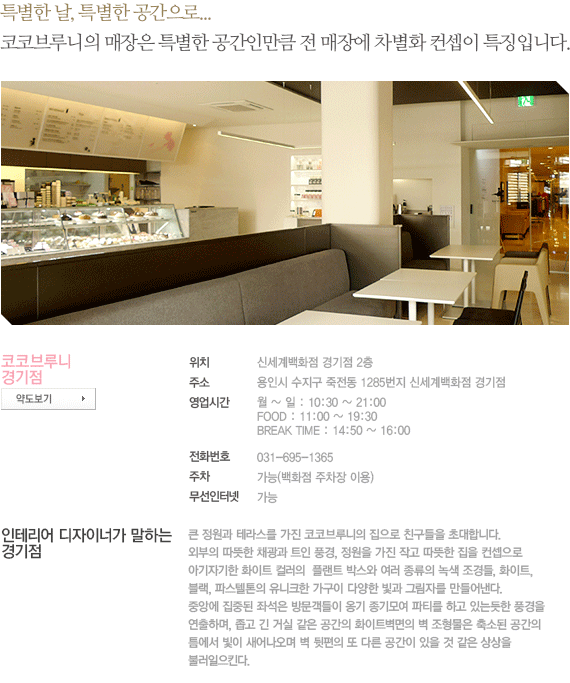 특별한 날, 특별한 공간으로...
코코브루니의 매장은 특별한 공간인만큼 전 매장에 차별화 컨셉이 특징입니다.
코코브루니
경기점
약도보기
위치 신세계백화점 경기점 2층
주소 용인시 수지구 죽전동 1285번지 신세계백화점 경기점
영업시간 월 ~ 일 : 10:30 ~ 21:00
FOOD : 11:00 ~ 19:30
BREAK TIME : 14:50 ~ 16:00
전화번호 031-695-1365
주차 가능(백화점 주차장 이용)
무선인터넷 가능
인테리어 디자이너가 말하는
경기점
큰 정원과 테라스를 가진 코코브루니의 집으로 친구들을 초대합니다.
외부의 따뜻한 채광과 트인 풍경, 정원을 가진 작고 따뜻한 집을 컨셉으로
아기자기한 화이트 컬러의 플랜트 박스와 여러 종류의 녹색 조경들, 화이트,
블랙, 파스텔톤의 유니크한 가구이 다양한 빛과 그림자를 만들어낸다.
중앙에 집중된 좌석은 방문객들이 옹기 종기모여 파티를 하고 있는듯한 풍경을
연출하며, 좁고 긴 거실 같은 공간의 화이트벽면의 벽 조형물은 축소된 공간의
틈에서 빛이 새어나오며 벽 뒷편의 또 다른 공간이 있을 것 같은 상상을
불러일으킨다.